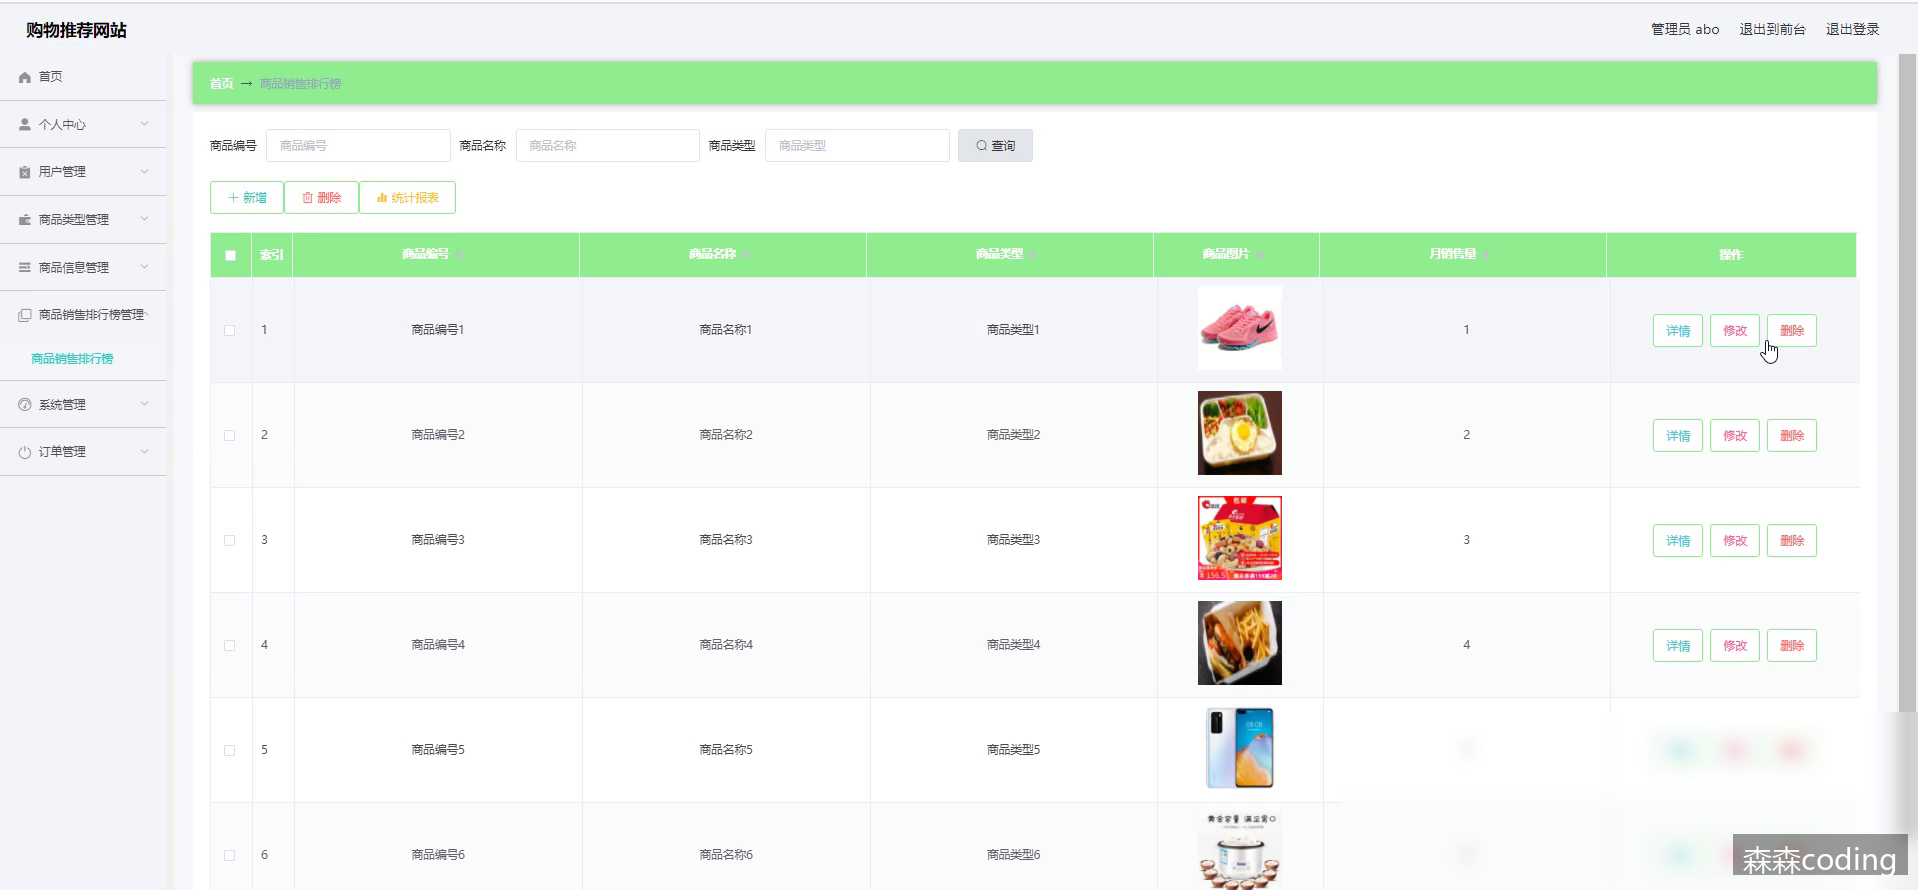 购物推荐网站
管理员 abo 退出到前台 退出登录
首页
个人中心
用户管理
商品类型管理
商品信息管理
商品销售排行榜管理
商品销售排行榜
系统管理
订单管理
首页 → 商品销售排行榜
商品编号 商品编号 商品名称 商品名称 商品类型 商品类型 查询
新增 删除 统计报表
索引 商品编号 商品名称 商品类型 商品图片 月销售量 操作
1 商品编号1 商品名称1 商品类型1 1 详情 修改 删除
2 商品编号2 商品名称2 商品类型2 2 详情 修改 删除
3 商品编号3 商品名称3 商品类型3 3 详情 修改 删除
4 商品编号4 商品名称4 商品类型4 4 详情 修改 删除
5 商品编号5 商品名称5 商品类型5
6 商品编号6 商品名称6 商品类型6
包邮
156.5
08:08
黄金容量 满足需
森森coding